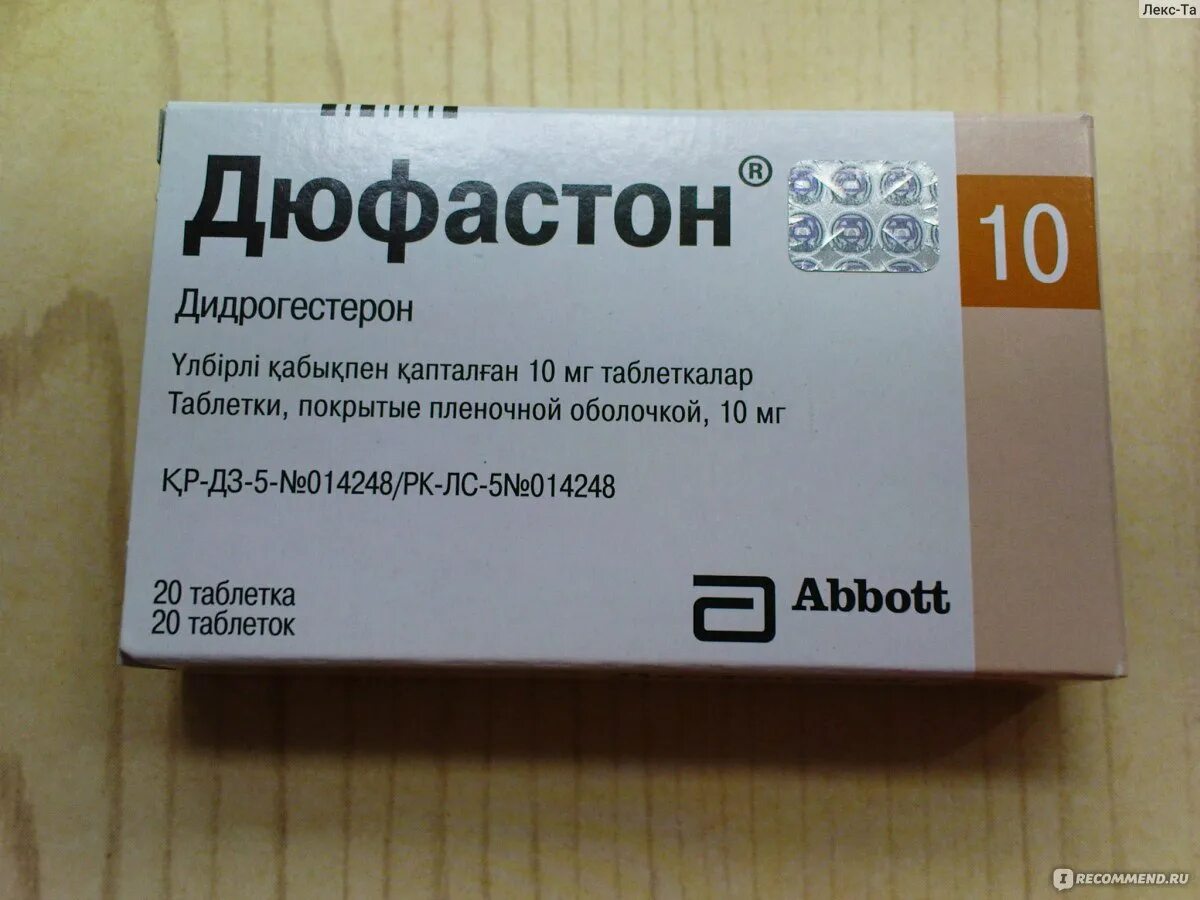 Лекс-Та
Дюфастон®
10
Дидрогестерон
Үлбірлі қабықпен қапталған 10 мг таблеткалар
Таблетки, покрытые пленочной оболочкой, 10 мг
ҚР-ДЗ-5-№014248/РК-ЛС-5№014248
20 таблетка
20 таблеток
Abbott
IRECOMMEND.RU